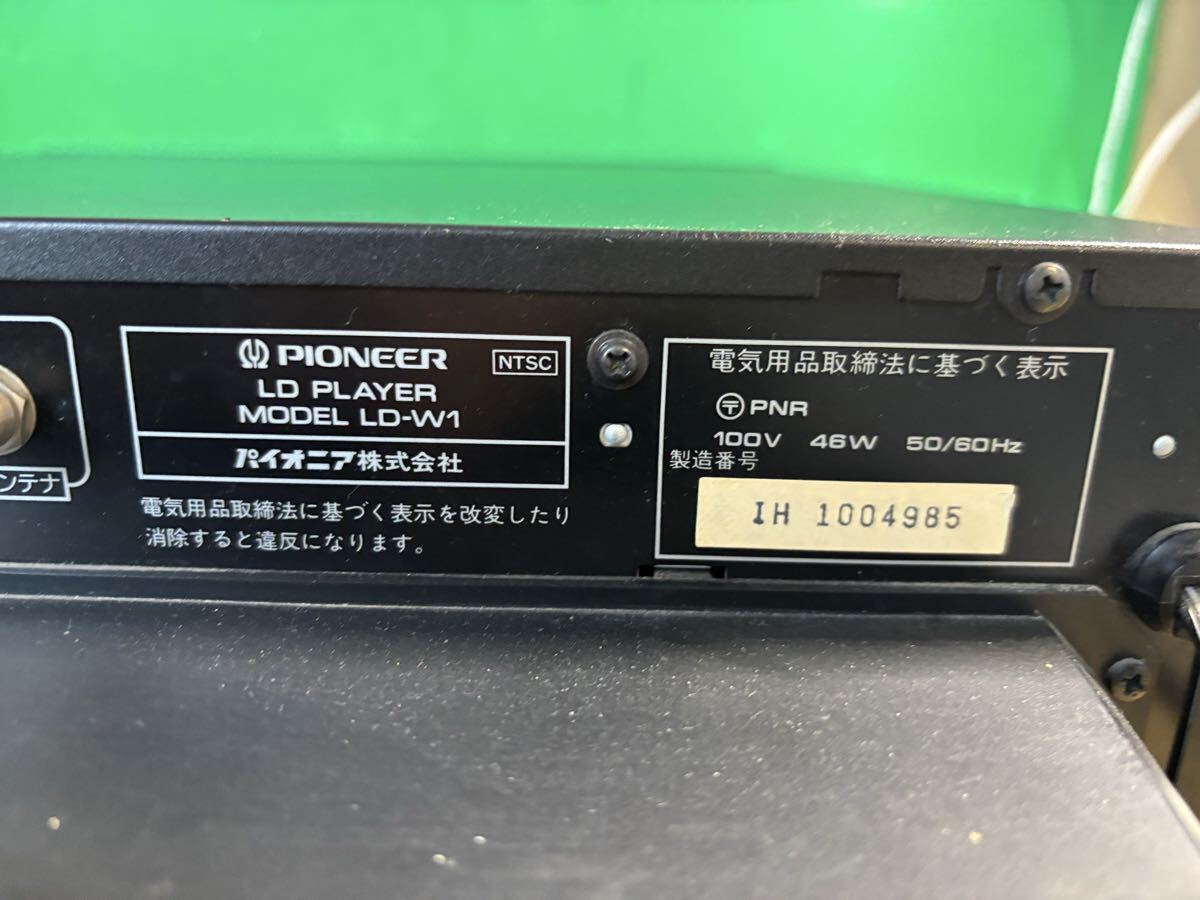 PIONEER
NTSC
LD PLAYER
MODEL LD-W1
パイオニア株式会社
電気用品取締法に基づく表示を改変したり
消除すると違反になります。
ンテナ
電気用品取締法に基づく表示
〒 PNR
100V 46W 50/60Hz
製造番号
IH 1004985